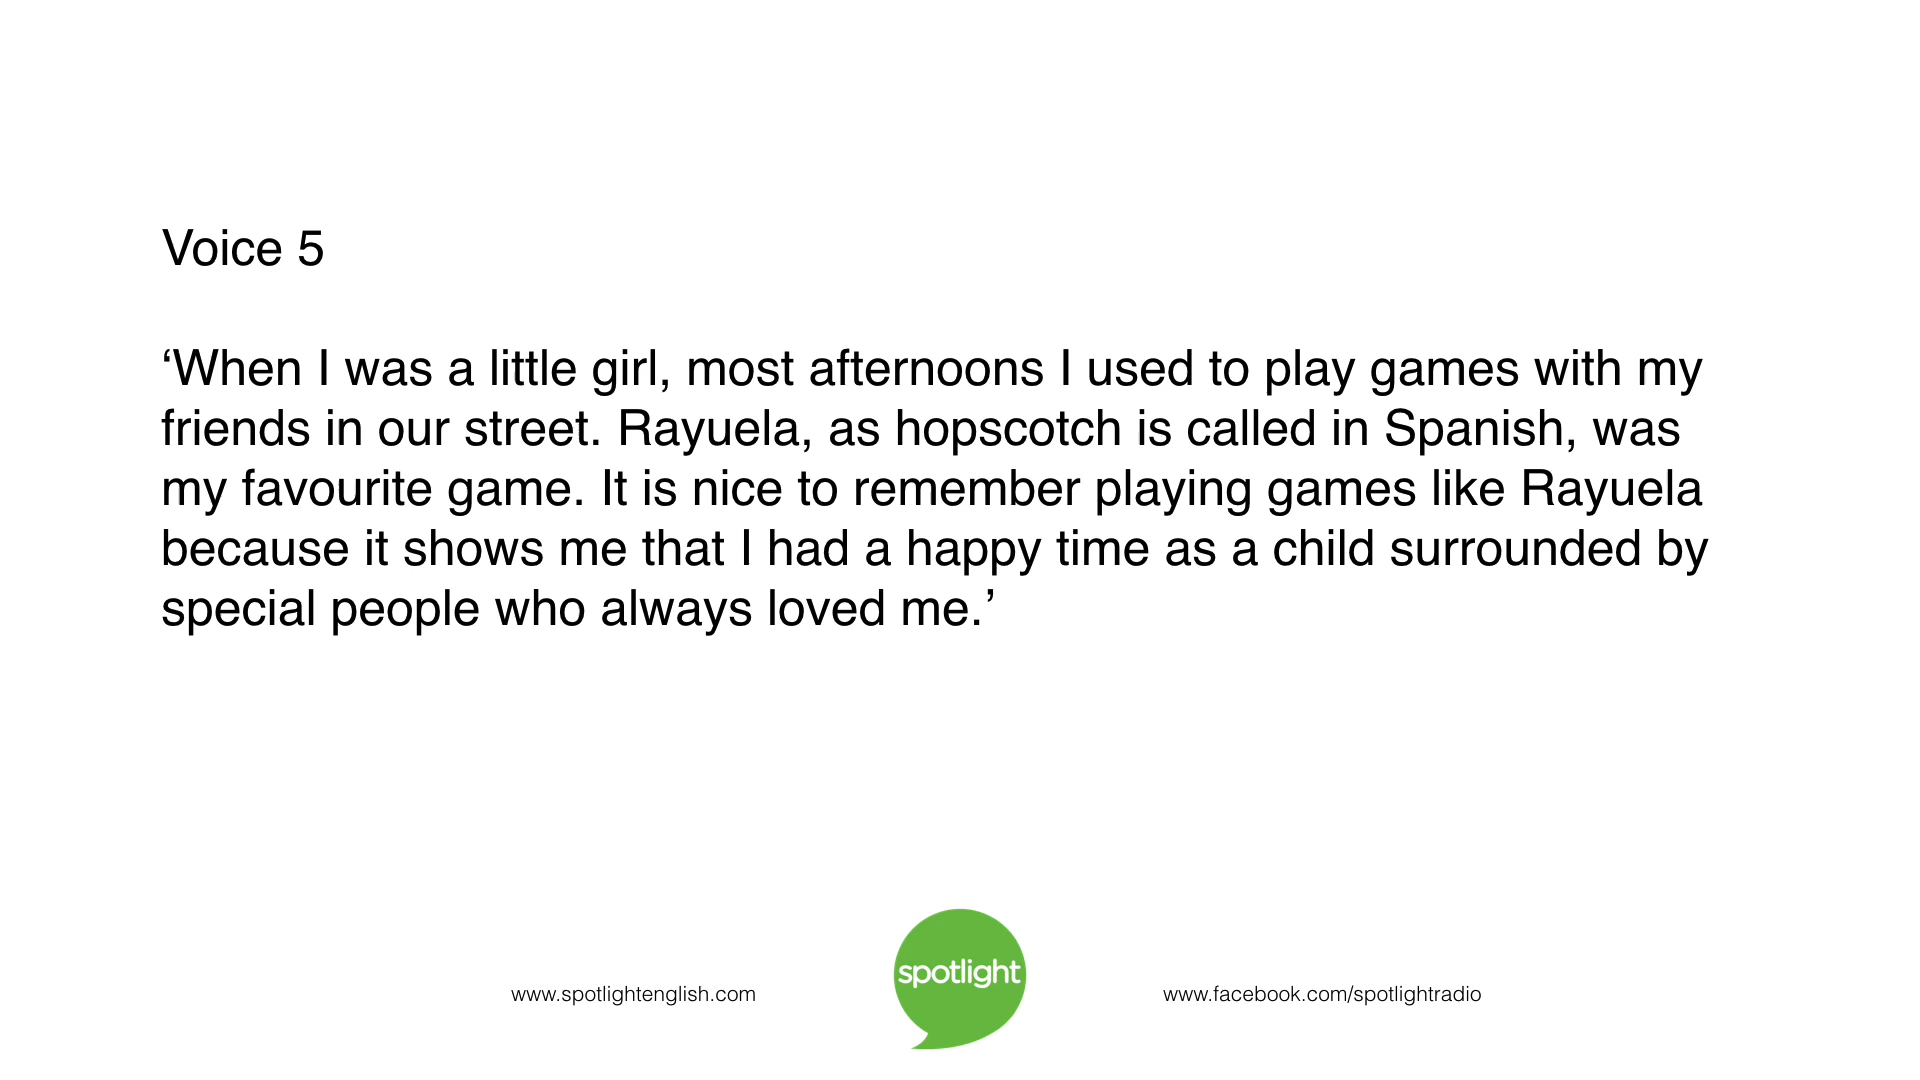 Voice 5
‘When I was a little girl, most afternoons I used to play games with my
friends in our street. Rayuela, as hopscotch is called in Spanish, was
my favourite game. It is nice to remember playing games like Rayuela
because it shows me that I had a happy time as a child surrounded by
special people who always loved me.’
spotlight
www.spotlightenglish.com
www.facebook.com/spotlightradio